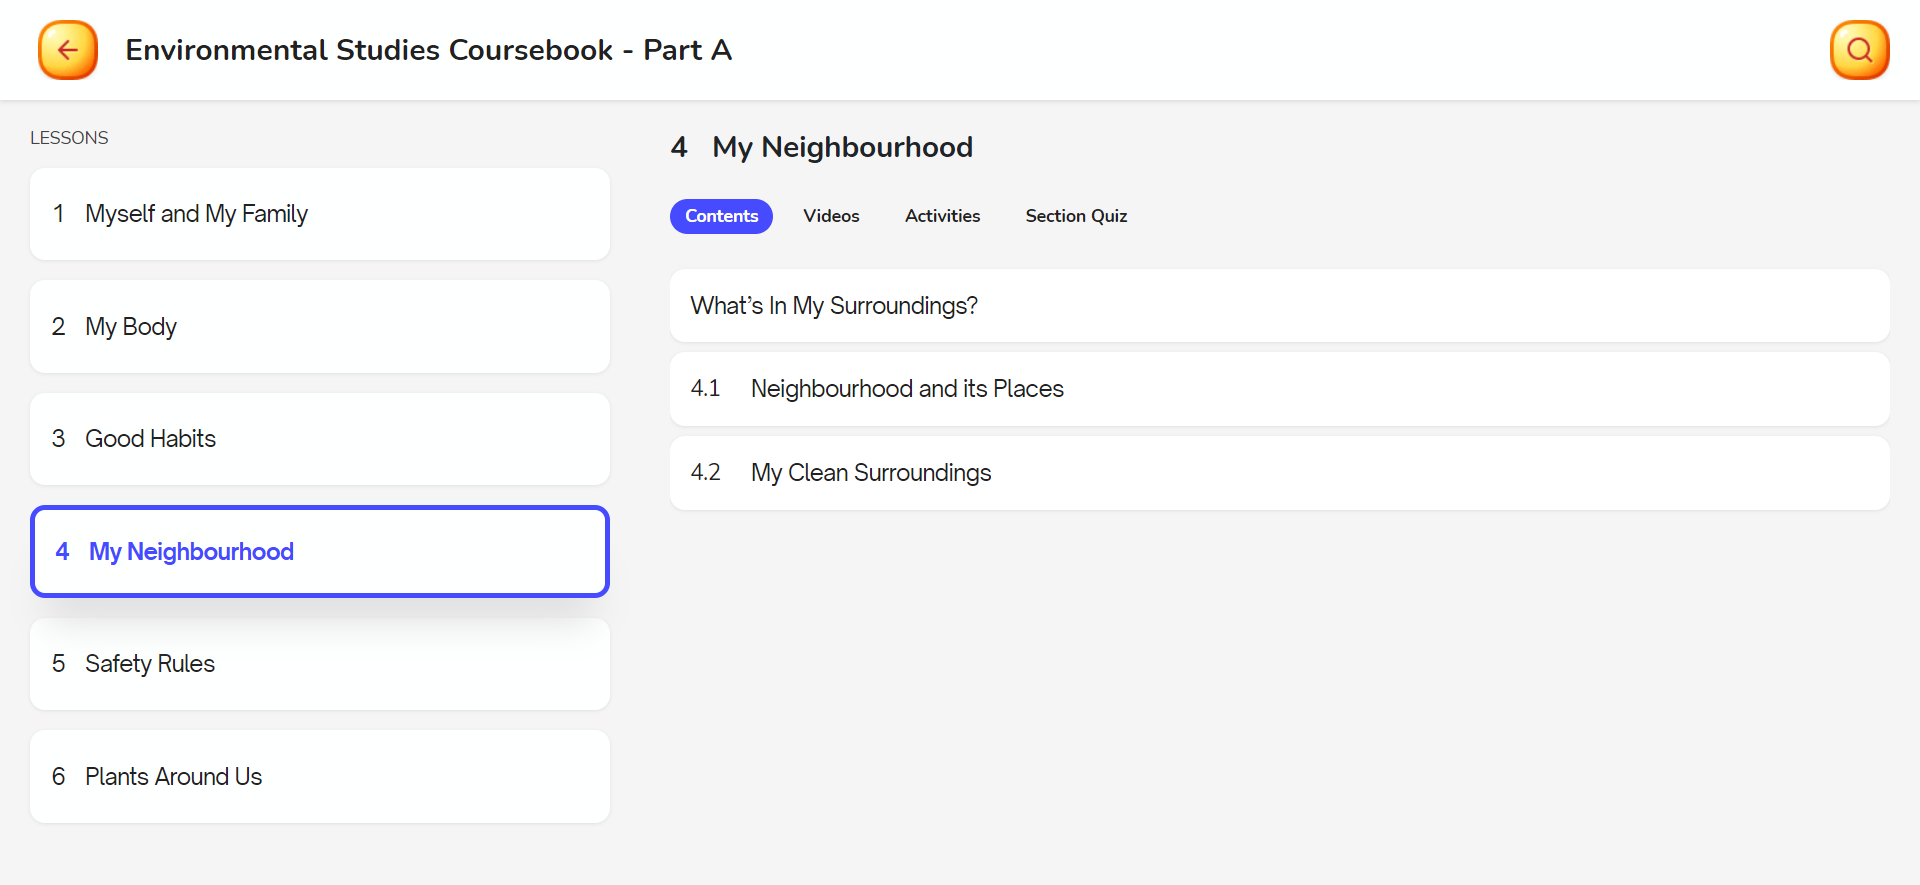 Environmental Studies Coursebook - Part A
LESSONS
1 Myself and My Family
2 My Body
3 Good Habits
4 My Neighbourhood
5 Safety Rules
6 Plants Around Us
4 My Neighbourhood
Contents Videos Activities Section Quiz
What’s In My Surroundings?
4.1 Neighbourhood and its Places
4.2 My Clean Surroundings